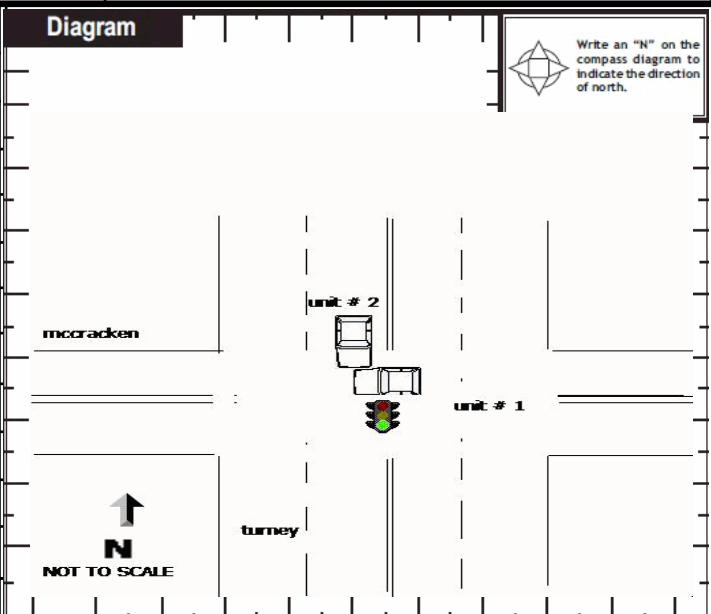 Diagram
Write an “N” on the
compass diagram to
indicate the direction
of north.
unit # 2
mccracken
unit # 1
turney
N
NOT TO SCALE